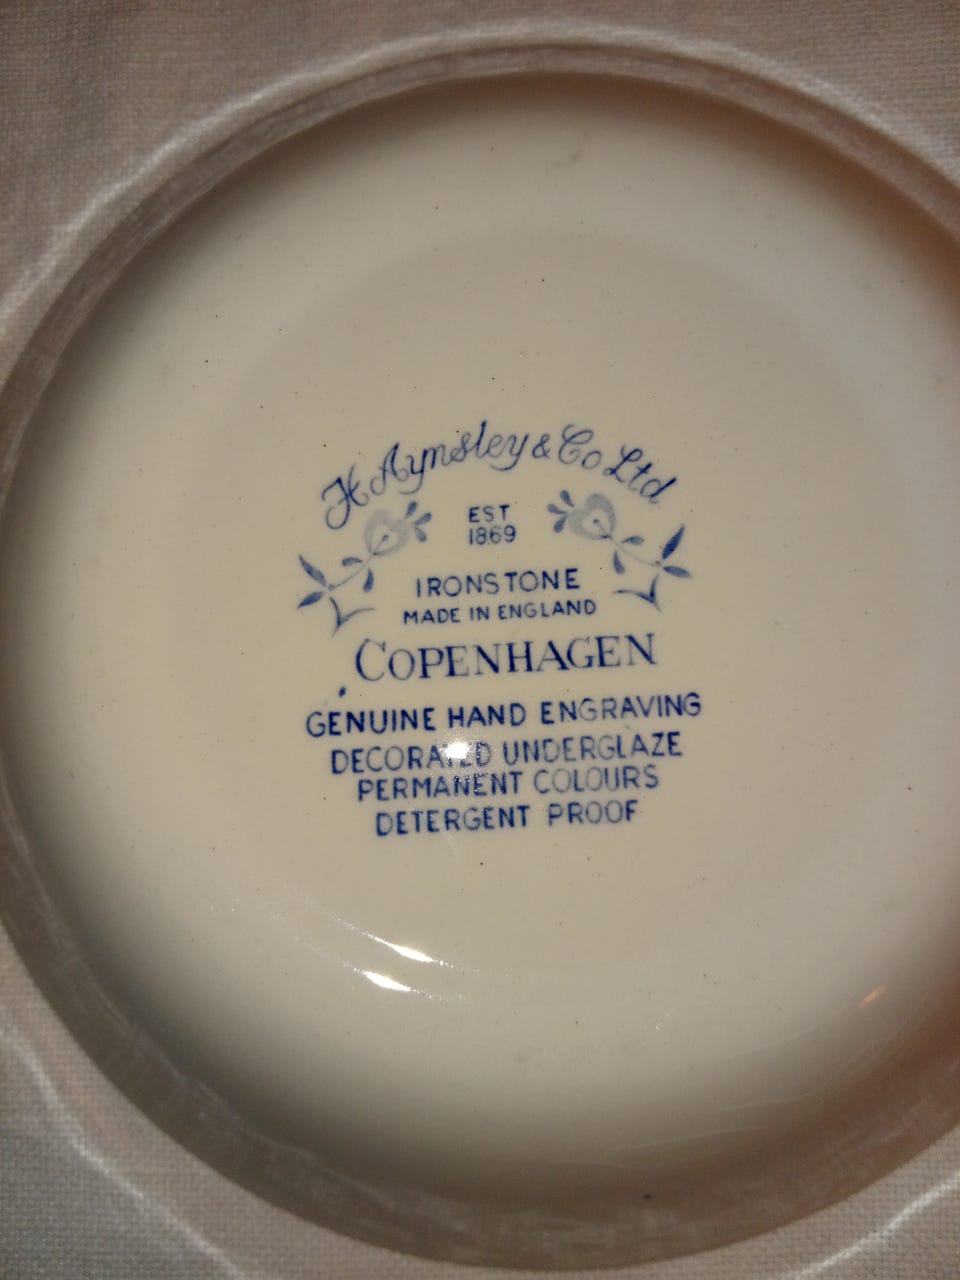 H Aynsley & Co Ltd
EST
1869
IRONSTONE
MADE IN ENGLAND
COPENHAGEN
GENUINE HAND ENGRAVING
DECORATED UNDERGLAZE
PERMANENT COLOURS
DETERGENT PROOF